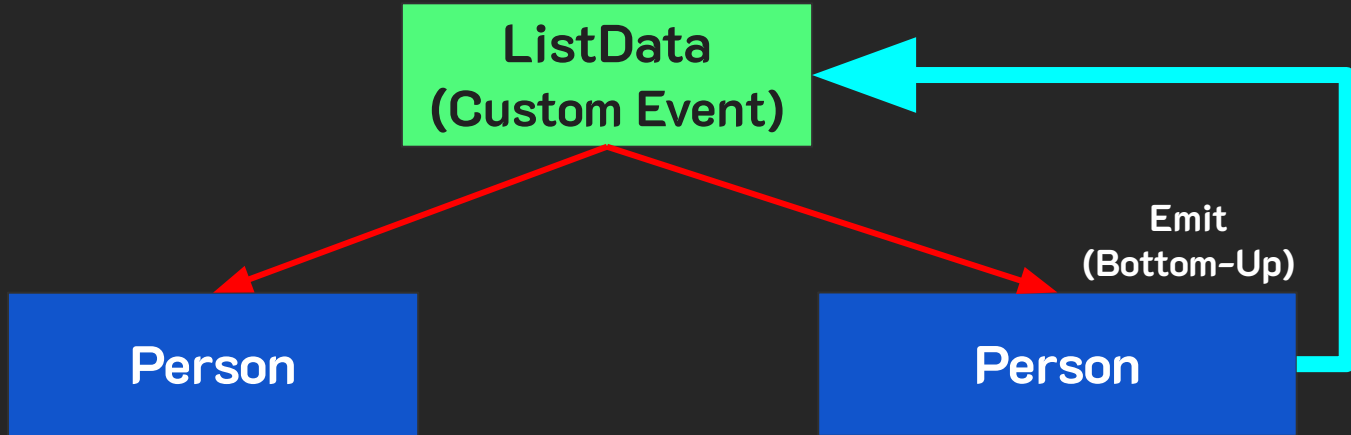 ListData
(Custom Event)
Emit
(Bottom-Up)
Person
Person